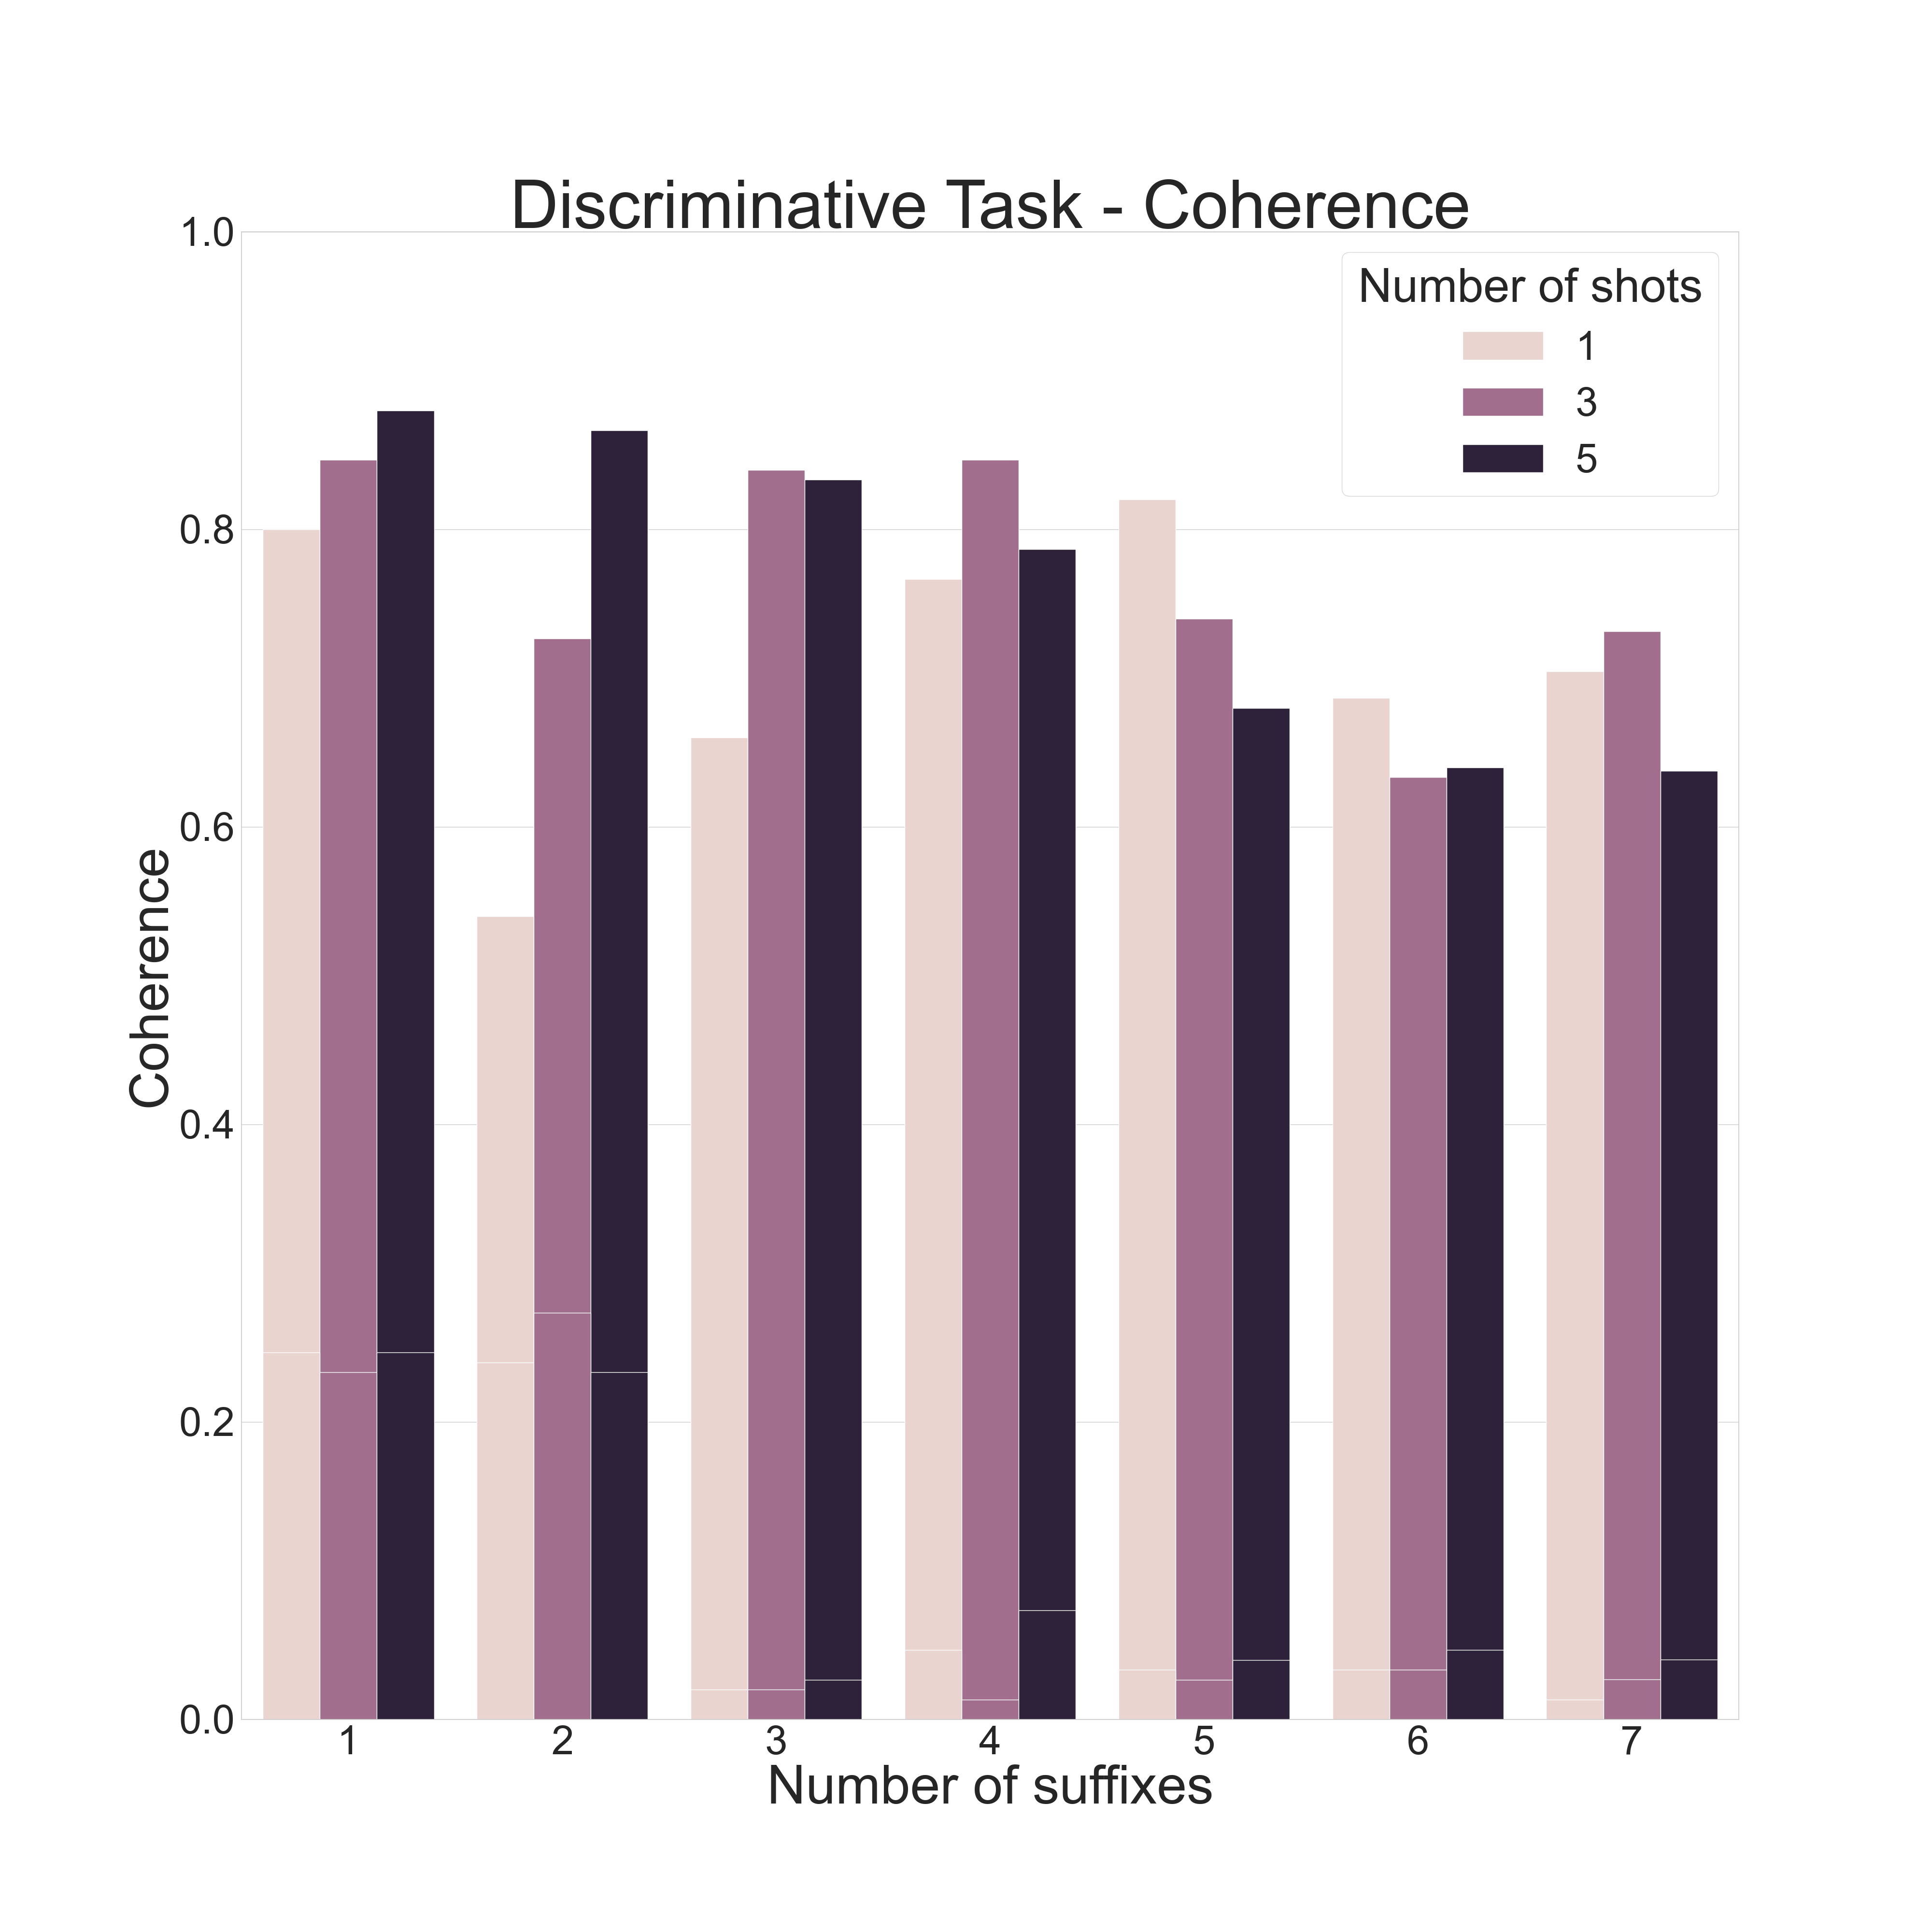 Discriminative Task - Coherence
1.0
0.8
0.6
0.4
0.2
0.0
Coherence
Number of shots
1
3
5
1 2 3 4 5 6 7
Number of suffixes